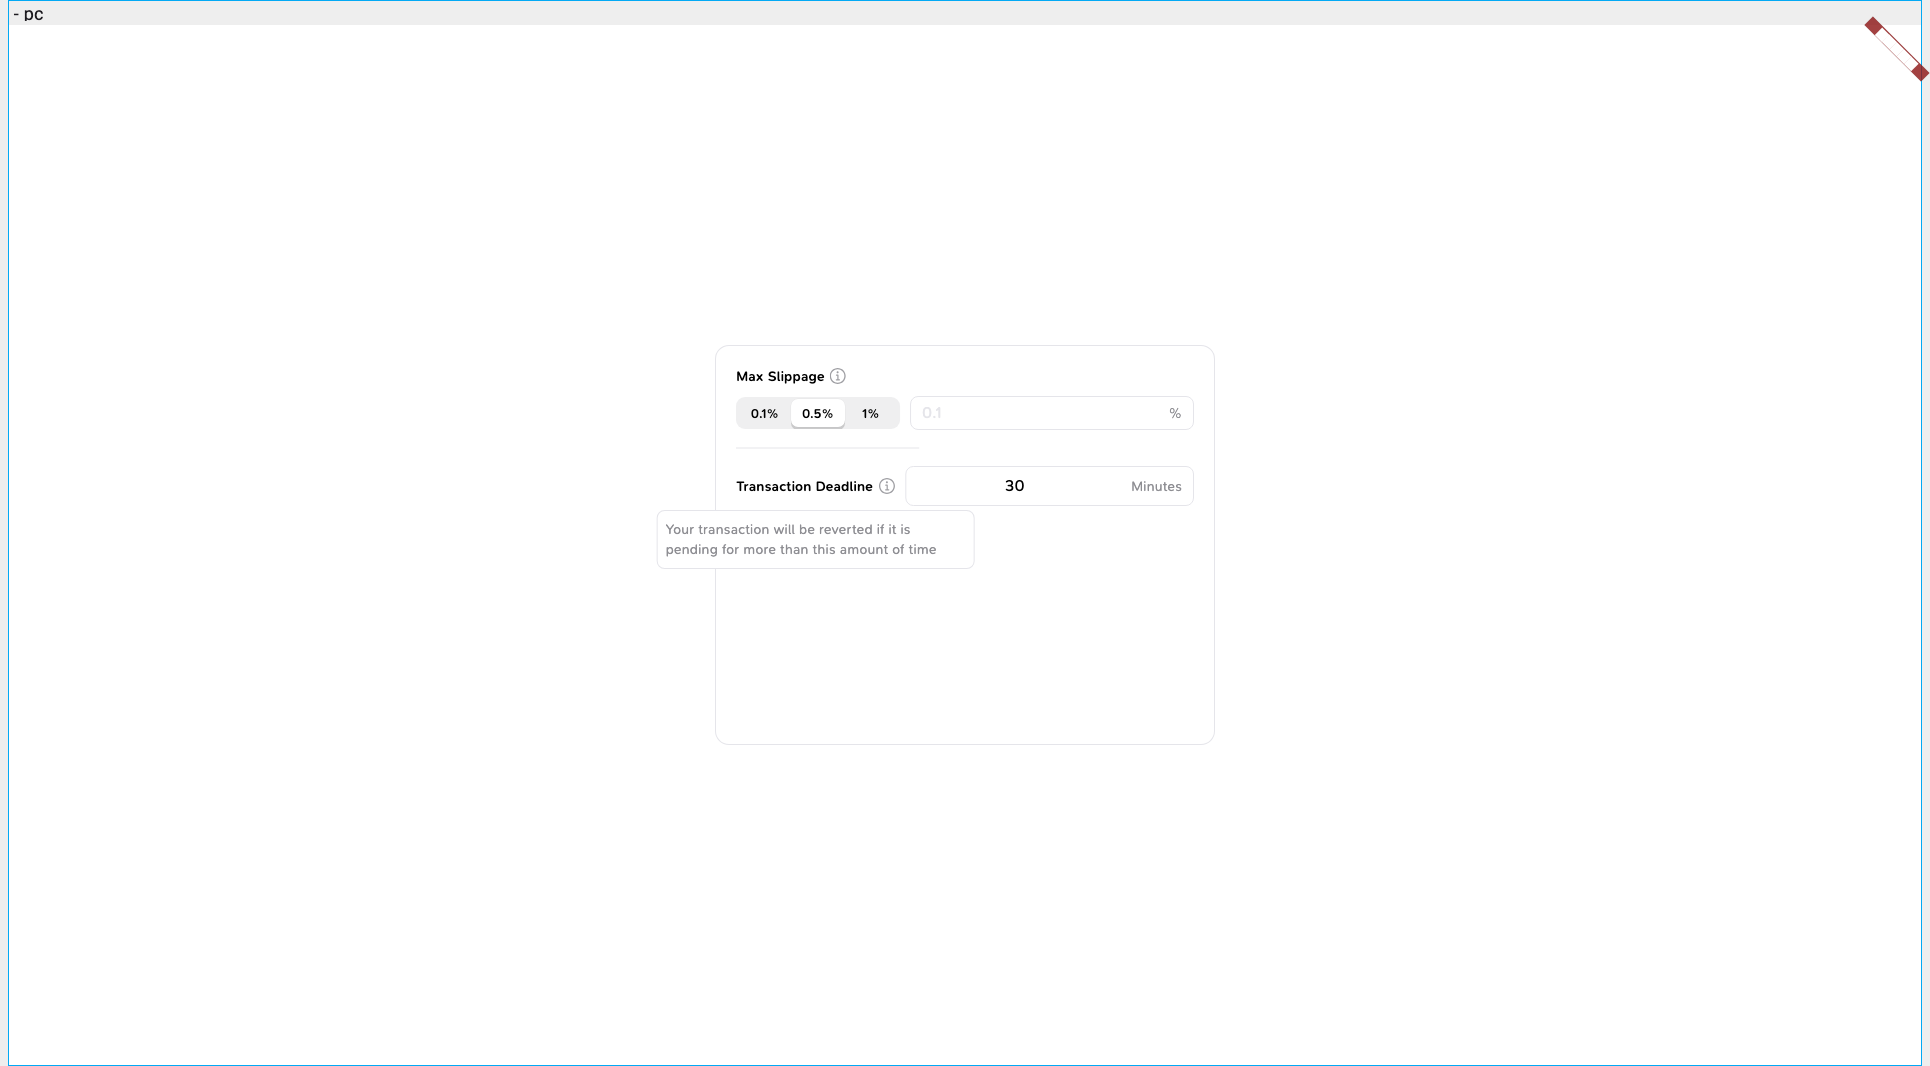 - pc
Max Slippage
0.1% 0.5% 1% 0.1 %
Transaction Deadline 30 Minutes
Your transaction will be reverted if it is
pending for more than this amount of time